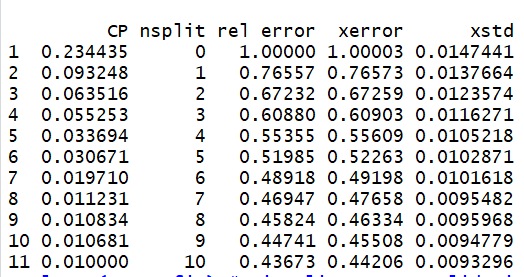 CP nsplit rel error xerror xstd
1 0.234435 0 1.00000 1.00003 0.0147441
2 0.093248 1 0.76557 0.76573 0.0137664
3 0.063516 2 0.67232 0.67259 0.0123574
4 0.055253 3 0.60880 0.60903 0.0116271
5 0.033694 4 0.55355 0.55609 0.0105218
6 0.030671 5 0.51985 0.52263 0.0102871
7 0.019710 6 0.48918 0.49198 0.0101618
8 0.011231 7 0.46947 0.47658 0.0095482
9 0.010834 8 0.45824 0.46334 0.0095968
10 0.010681 9 0.44741 0.45508 0.0094779
11 0.010000 10 0.43673 0.44206 0.0093296